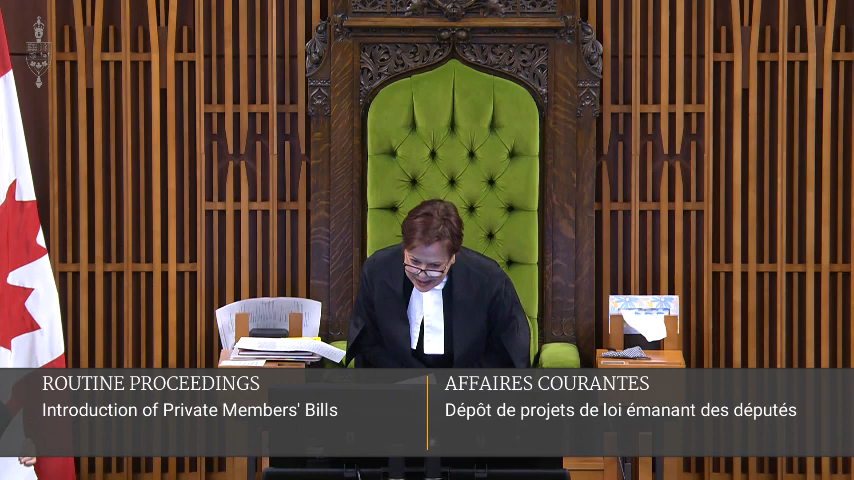 ROUTINE PROCEEDINGS
Introduction of Private Members' Bills
AFFAIRES COURANTES
Dépôt de projets de loi émanant des députés